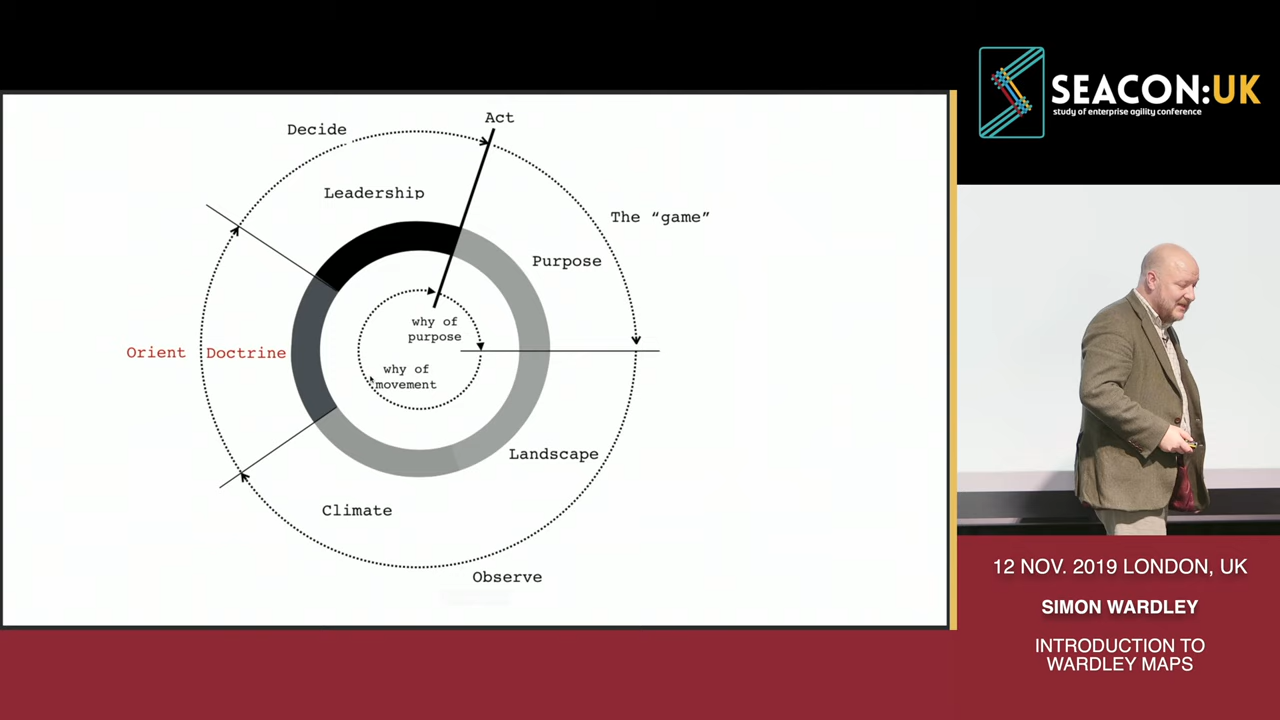 Decide
Act
Leadership
The “game”
Purpose
why of
purpose
Orient
Doctrine
why of
movement
Landscape
Climate
Observe
SEACON:UK
study of enterprise agility conference
12 NOV. 2019 LONDON, UK
SIMON WARDLEY
INTRODUCTION TO
WARDLEY MAPS